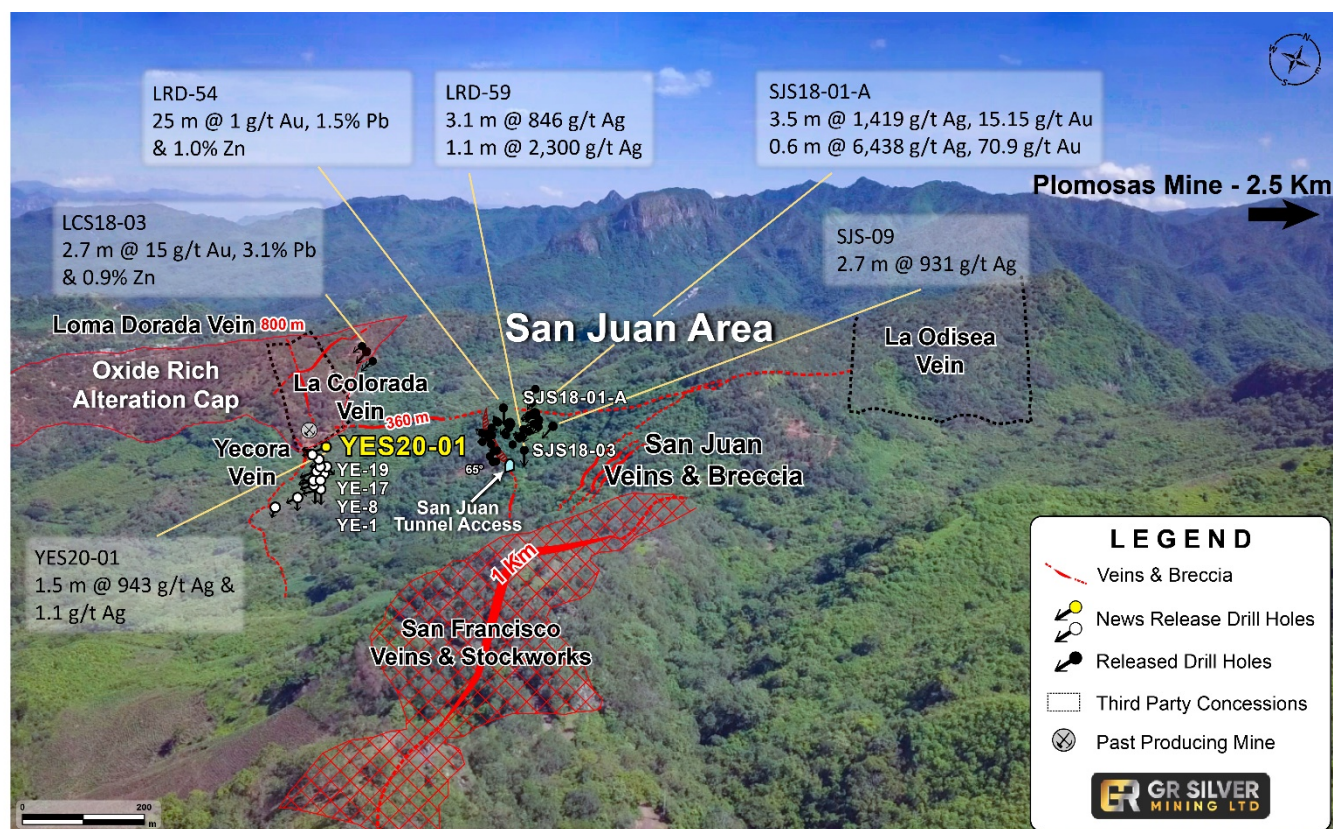 N
W
E
S
LRD-54
25 m @ 1 g/t Au, 1.5% Pb
& 1.0% Zn
LRD-59
3.1 m @ 846 g/t Ag
1.1 m @ 2,300 g/t Ag
SJS18-01-A
3.5 m @ 1,419 g/t Ag, 15.15 g/t Au
0.6 m @ 6,438 g/t Ag, 70.9 g/t Au
Plomosas Mine - 2.5 Km
LCS18-03
2.7 m @ 15 g/t Au, 3.1% Pb
& 0.9% Zn
SJS-09
2.7 m @ 931 g/t Ag
Loma Dorada Vein
800 m
San Juan Area
Oxide Rich
Alteration Cap
La Colorada
Vein
La Odisea
Vein
360 m
SJS18-01-A
Yecora
Vein
YES20-01
YE-19
YE-17
YE-8
YE-1
65°
SJS18-03
San Juan
Tunnel Access
San Juan
Veins & Breccia
1 Km
San Francisco
Veins & Stockworks
YES20-01
1.5 m @ 943 g/t Ag &
1.1 g/t Ag
LEGEND
Veins & Breccia
News Release Drill Holes
Released Drill Holes
Third Party Concessions
Past Producing Mine
GR SILVER
MINING LTD
0
200
m